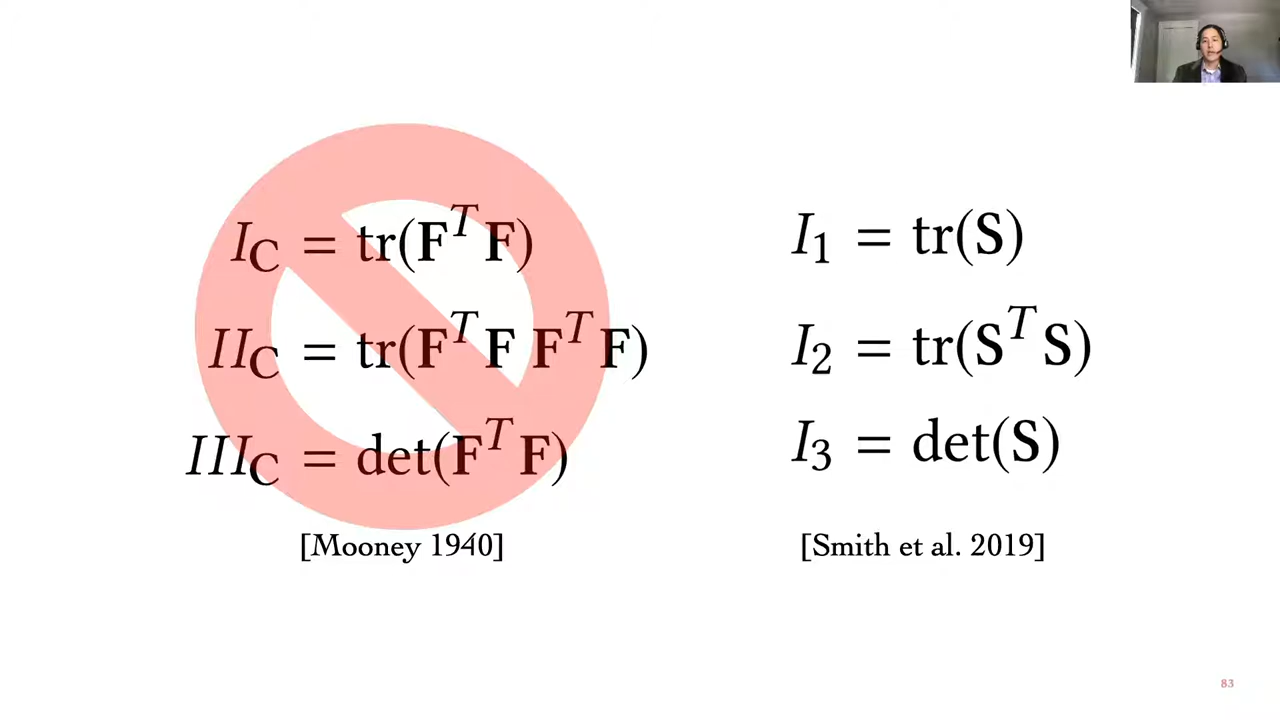 I_C = tr(F^T F)
II_C = tr(F^T F F^T F)
III_C = det(F^T F)
[Mooney 1940]
I_1 = tr(S)
I_2 = tr(S^T S)
I_3 = det(S)
[Smith et al. 2019]
83